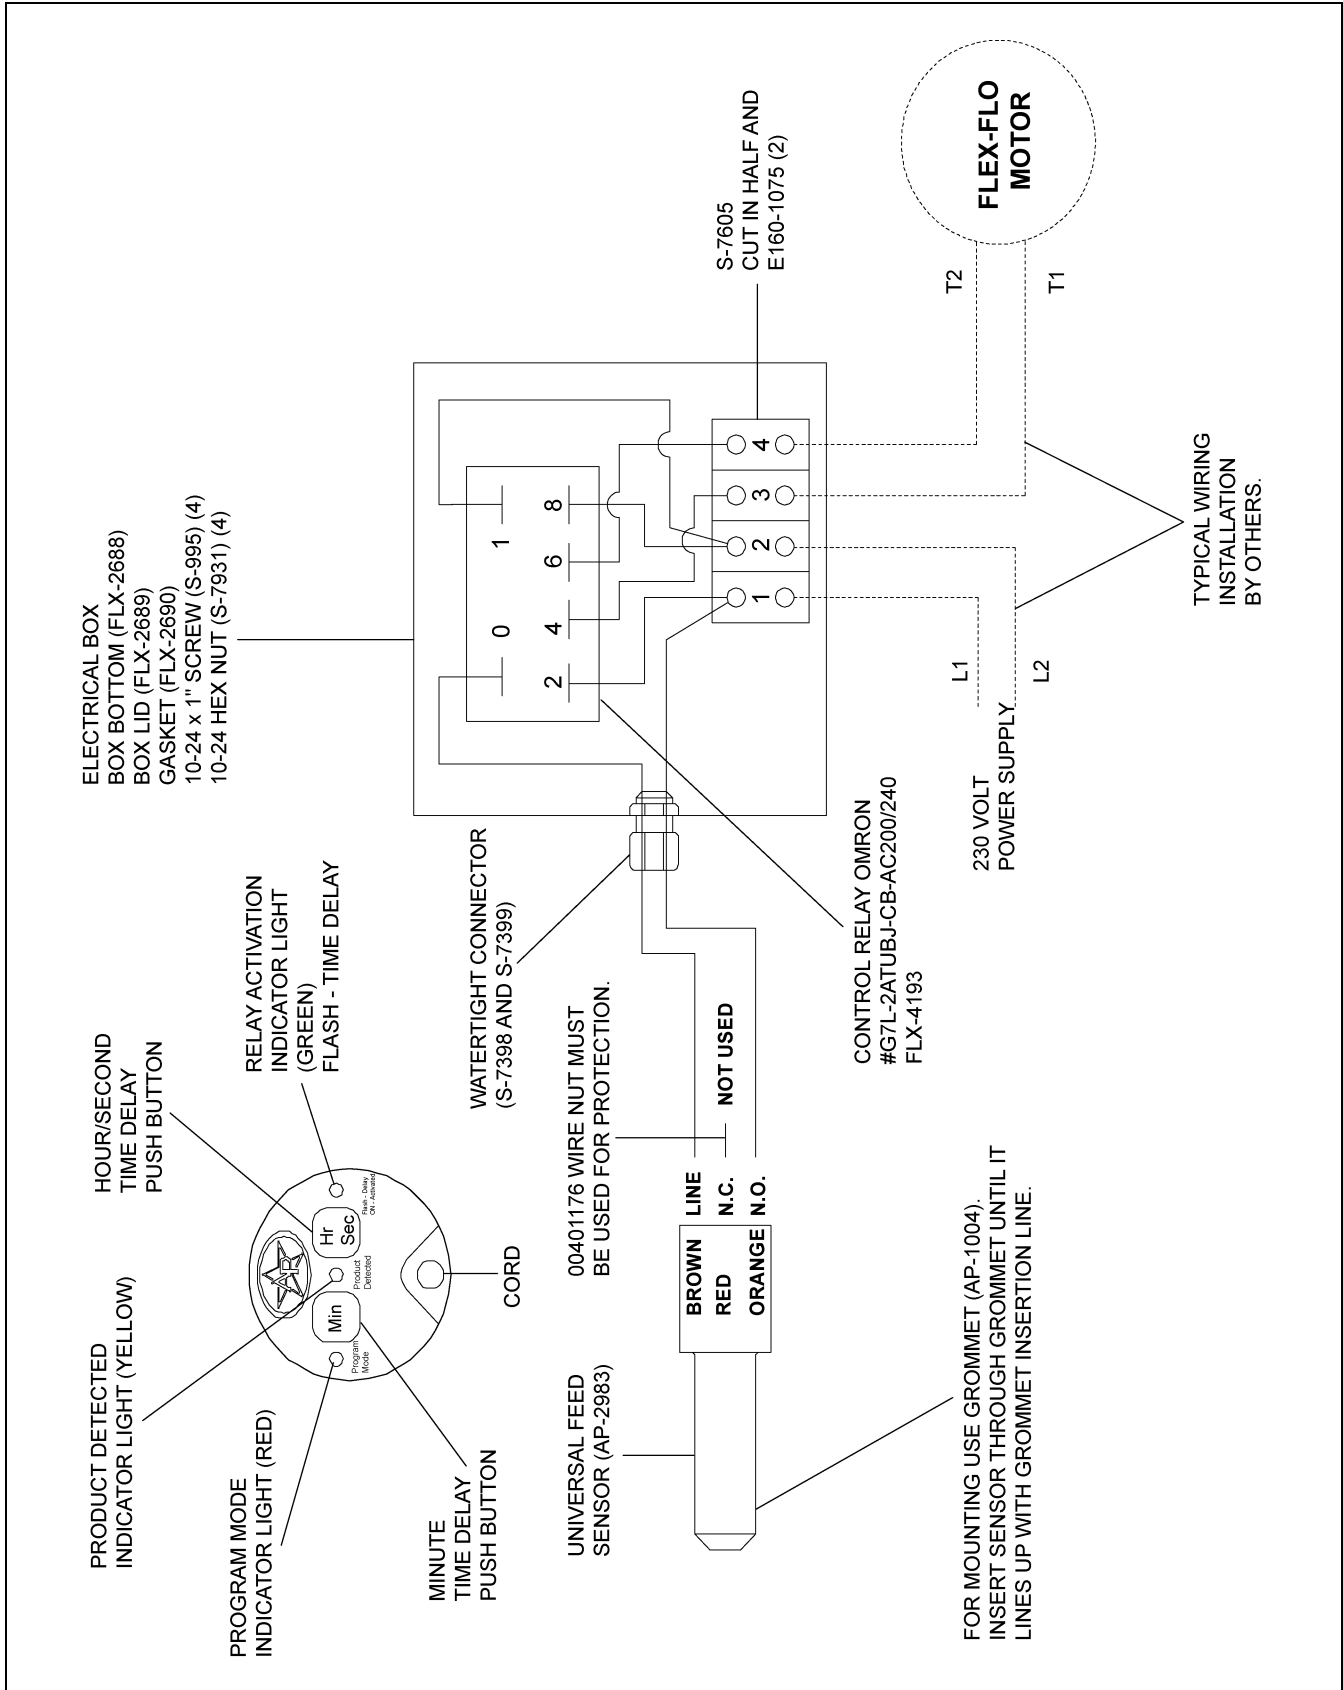 ELECTRICAL BOX
BOX BOTTOM (FLX-2688)
BOX LID (FLX-2689)
GASKET (FLX-2690)
10-24 x 1" SCREW (S-995) (4)
10-24 HEX NUT (S-7931) (4)
PRODUCT DETECTED
INDICATOR LIGHT (YELLOW)
HOUR/SECOND
TIME DELAY
PUSH BUTTON
PROGRAM MODE
INDICATOR LIGHT (RED)
RELAY ACTIVATION
INDICATOR LIGHT
(GREEN)
FLASH - TIME DELAY
AP
Program
Mode
Min
Product
Detected
Hr
Sec
Flash - Delay
ON - Activated
MINUTE
TIME DELAY
PUSH BUTTON
CORD
WATERTIGHT CONNECTOR
(S-7398 AND S-7399)
0
1
2
4
6
8
S-7605
CUT IN HALF AND
E160-1075 (2)
1
2
3
4
UNIVERSAL FEED
SENSOR (AP-2983)
00401176 WIRE NUT MUST
BE USED FOR PROTECTION.
BROWN
LINE
RED
N.C.
NOT USED
ORANGE
N.O.
CONTROL RELAY OMRON
#G7L-2ATUBJ-CB-AC200/240
FLX-4193
FLEX-FLO
MOTOR
T2
T1
L1
L2
230 VOLT
POWER SUPPLY
FOR MOUNTING USE GROMMET (AP-1004).
INSERT SENSOR THROUGH GROMMET UNTIL IT
LINES UP WITH GROMMET INSERTION LINE.
TYPICAL WIRING
INSTALLATION
BY OTHERS.